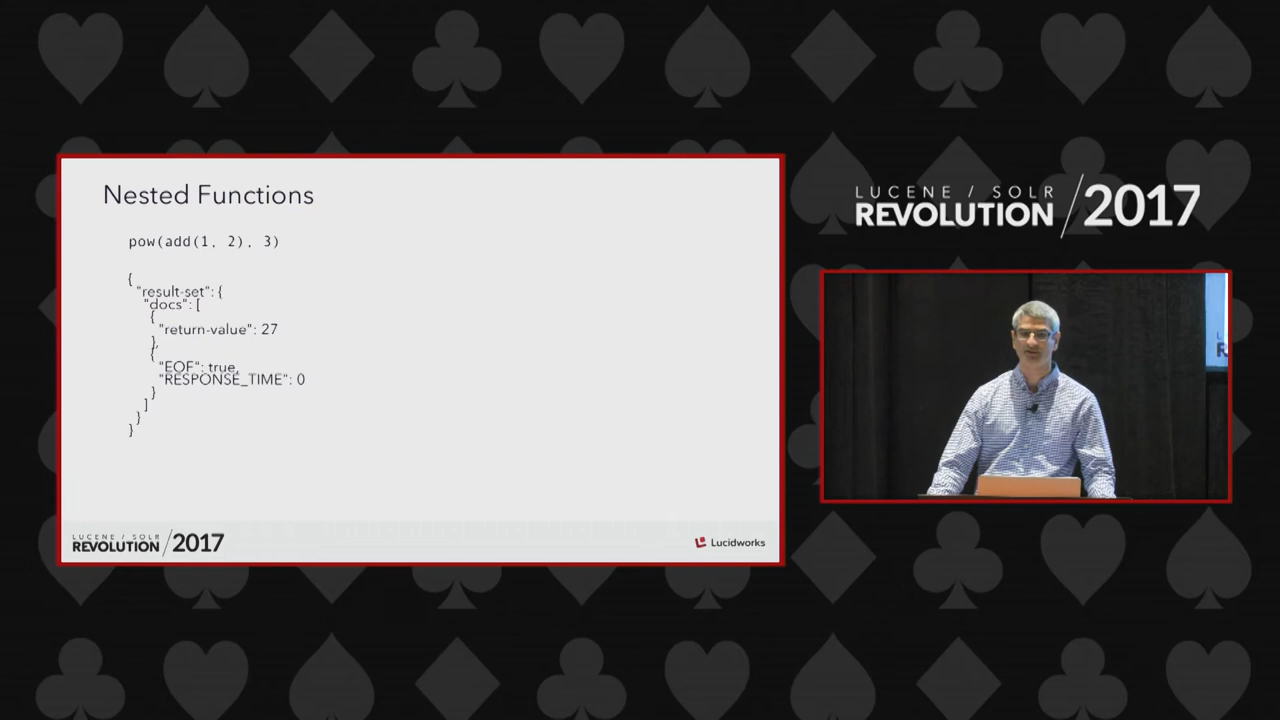 Nested Functions
pow(add(1, 2), 3)
{
"result-set": {
"docs": [
{
"return-value": 27
},
{
"EOF": true,
"RESPONSE_TIME": 0
}
]
}
}
LUCENE / SOLR
REVOLUTION / 2017
Lucidworks
LUCENE / SOLR
REVOLUTION / 2017